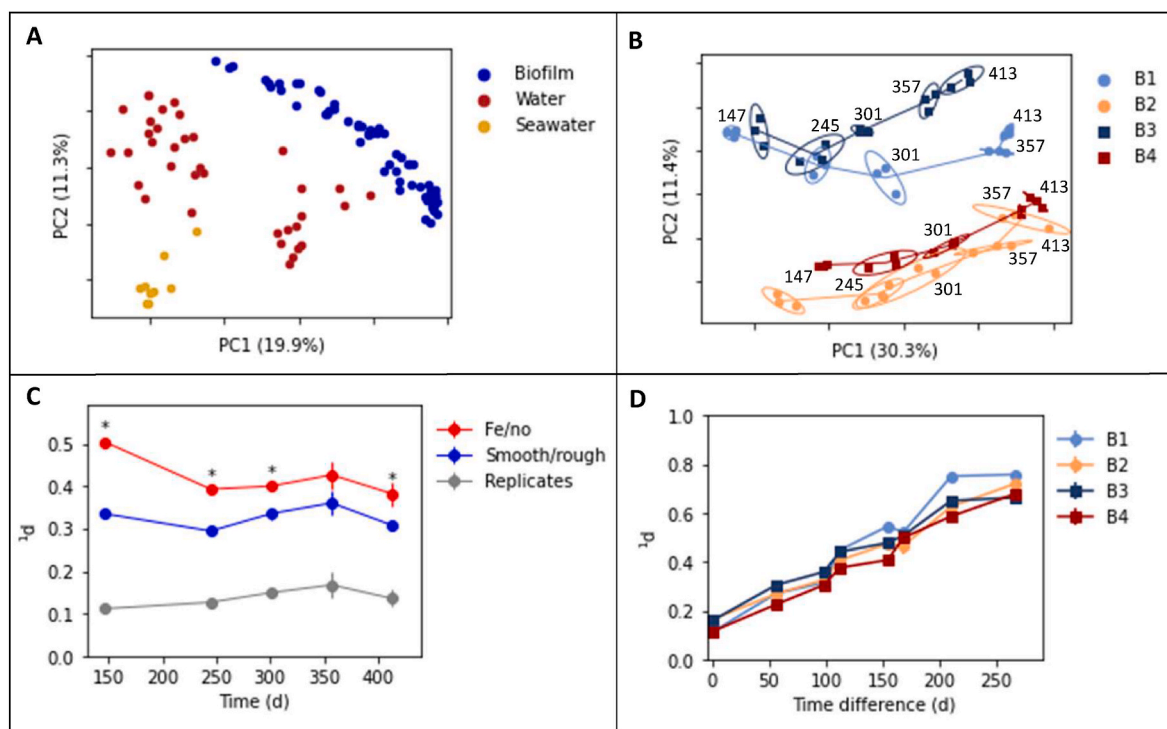 A
Biofilm
Water
Seawater
PC2 (11.3%)
PC1 (19.9%)
B
147
245
301
357
413
301
413
357
147
245
301
301
357
413
357
413
B1
B2
B3
B4
PC2 (11.4%)
PC1 (30.3%)
C
¹d
0.5
0.4
0.3
0.2
0.1
0.0
* * * *
150 200 250 300 350 400
Time (d)
Fe/no
Smooth/rough
Replicates
D
¹d
1.0
0.8
0.6
0.4
0.2
0.0
0 50 100 150 200 250
Time difference (d)
B1
B2
B3
B4